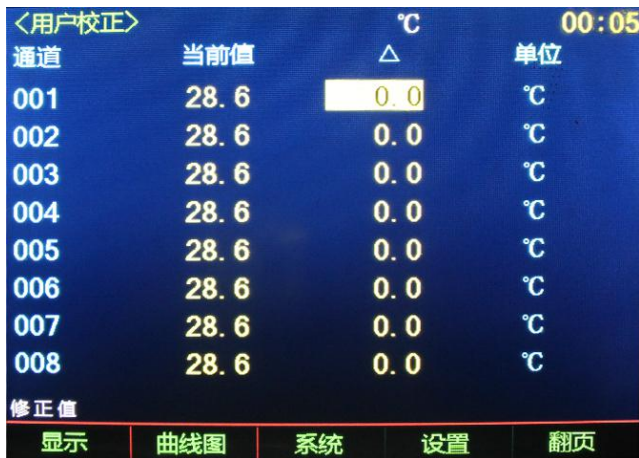 <用户校正> ℃ 00:05
通道 当前值 △ 单位
001 28.6 0.0 ℃
002 28.6 0.0 ℃
003 28.6 0.0 ℃
004 28.6 0.0 ℃
005 28.6 0.0 ℃
006 28.6 0.0 ℃
007 28.6 0.0 ℃
008 28.6 0.0 ℃
修正值
显示 曲线图 系统 设置 翻页